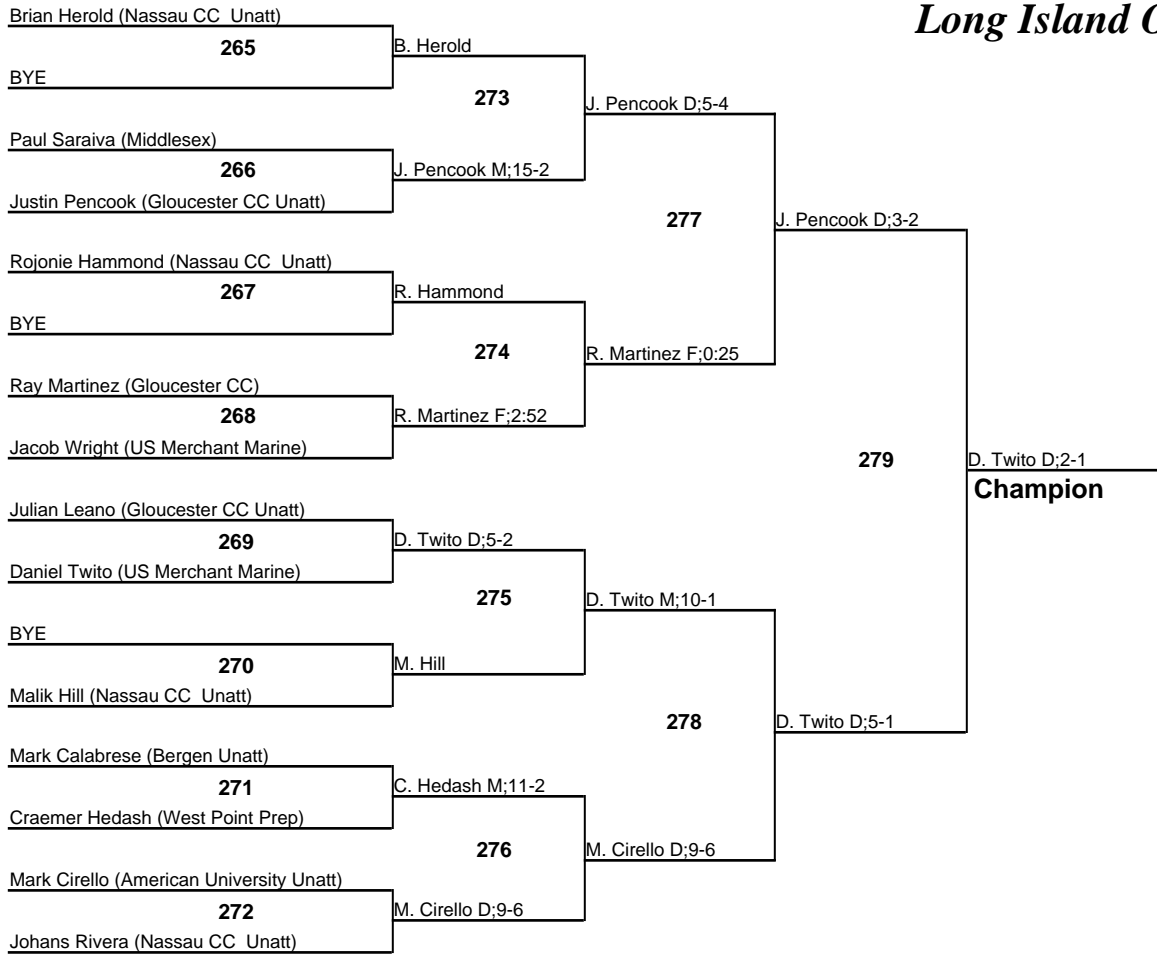 Long Island
Brian Herold (Nassau CC  Unatt)
265
BYE
B. Herold
273
Paul Saraiva (Middlesex)
266
Justin Pencook (Gloucester CC Unatt)
J. Pencook M;15-2
J. Pencook D;5-4
277
Rojonie Hammond (Nassau CC  Unatt)
267
BYE
R. Hammond
274
Ray Martinez (Gloucester CC)
268
Jacob Wright (US Merchant Marine)
R. Martinez F;2:52
R. Martinez F;0:25
J. Pencook D;3-2
279
Julian Leano (Gloucester CC Unatt)
269
Daniel Twito (US Merchant Marine)
D. Twito D;5-2
275
BYE
270
Malik Hill (Nassau CC  Unatt)
M. Hill
D. Twito M;10-1
278
Mark Calabrese (Bergen Unatt)
271
Craemer Hedash (West Point Prep)
C. Hedash M;11-2
276
Mark Cirello (American University Unatt)
272
Johans Rivera (Nassau CC  Unatt)
M. Cirello D;9-6
M. Cirello D;9-6
D. Twito D;5-1
D. Twito D;2-1
Champion